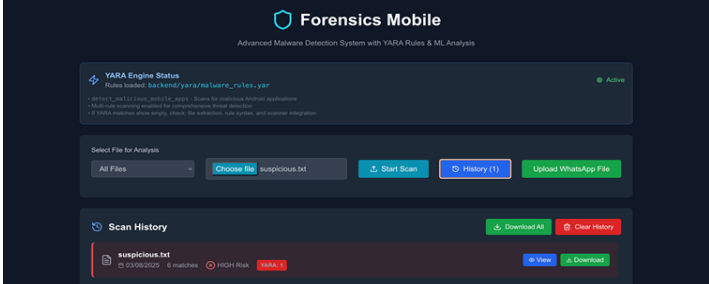 Forensics Mobile
Advanced Malware Detection System with YARA Rules & ML Analysis
YARA Engine Status
Rules loaded: backend/yara/malware_rules.yar
Active
• detect_malicious_mobile_apps - Scans for malicious Android applications
• Multi-rule scanning enabled for comprehensive threat detection
• If YARA matches show empty, check: file extraction, rule syntax, and scanner integration
Select File for Analysis
All Files
Choose file suspicious.txt
Start Scan
History (1)
Upload WhatsApp File
Scan History
Download All
Clear History
suspicious.txt
03/08/2025 6 matches HIGH Risk YARA: 1
View
Download